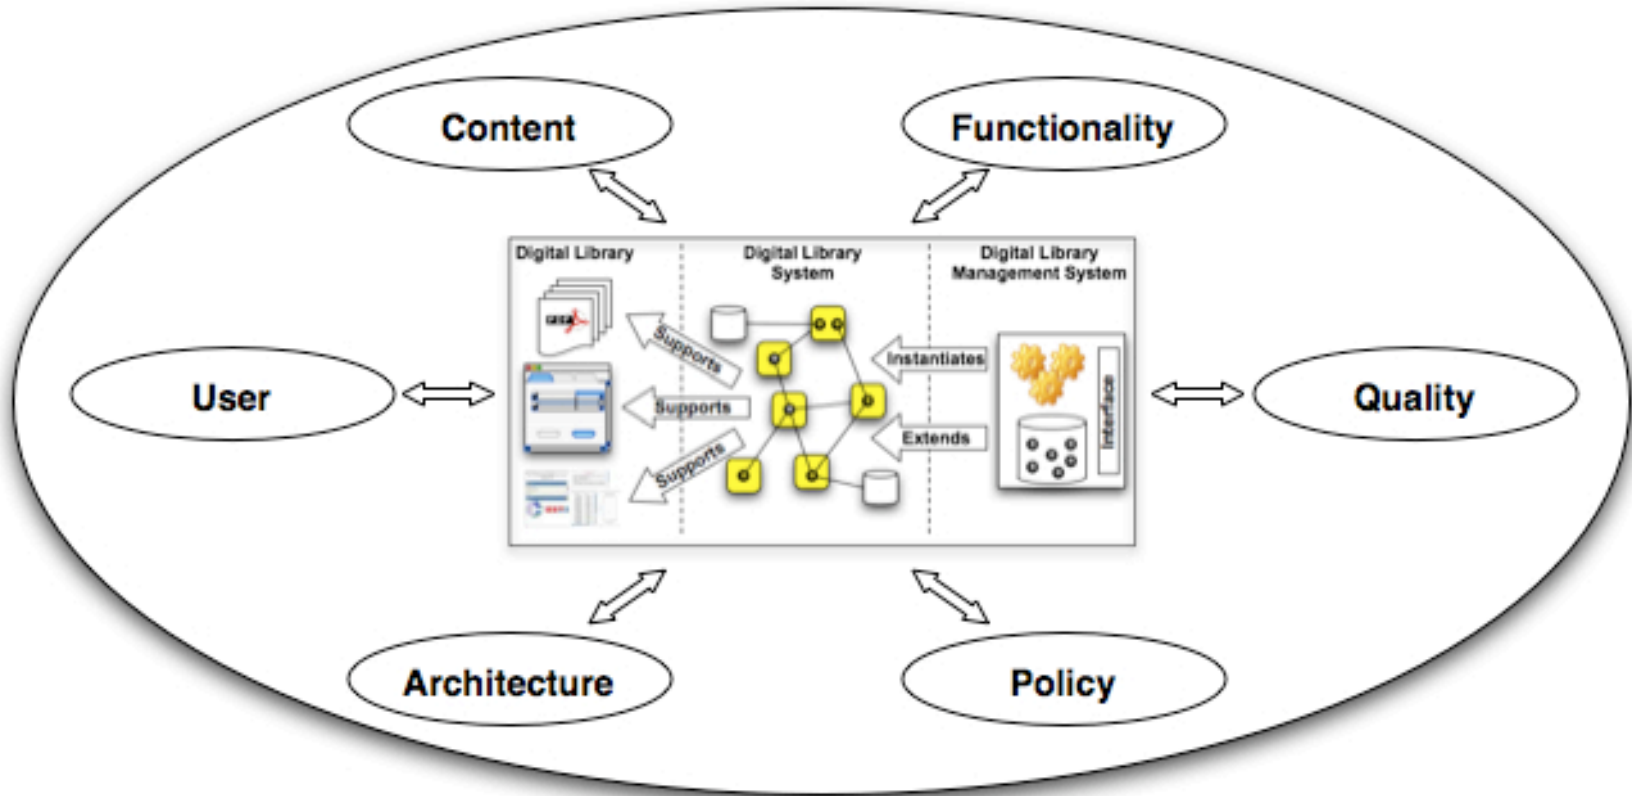 Content
Functionality
Digital Library
Digital Library
System
Digital Library
Management System
Supports
Supports
Supports
Instantiates
Extends
Interface
User
Quality
Architecture
Policy